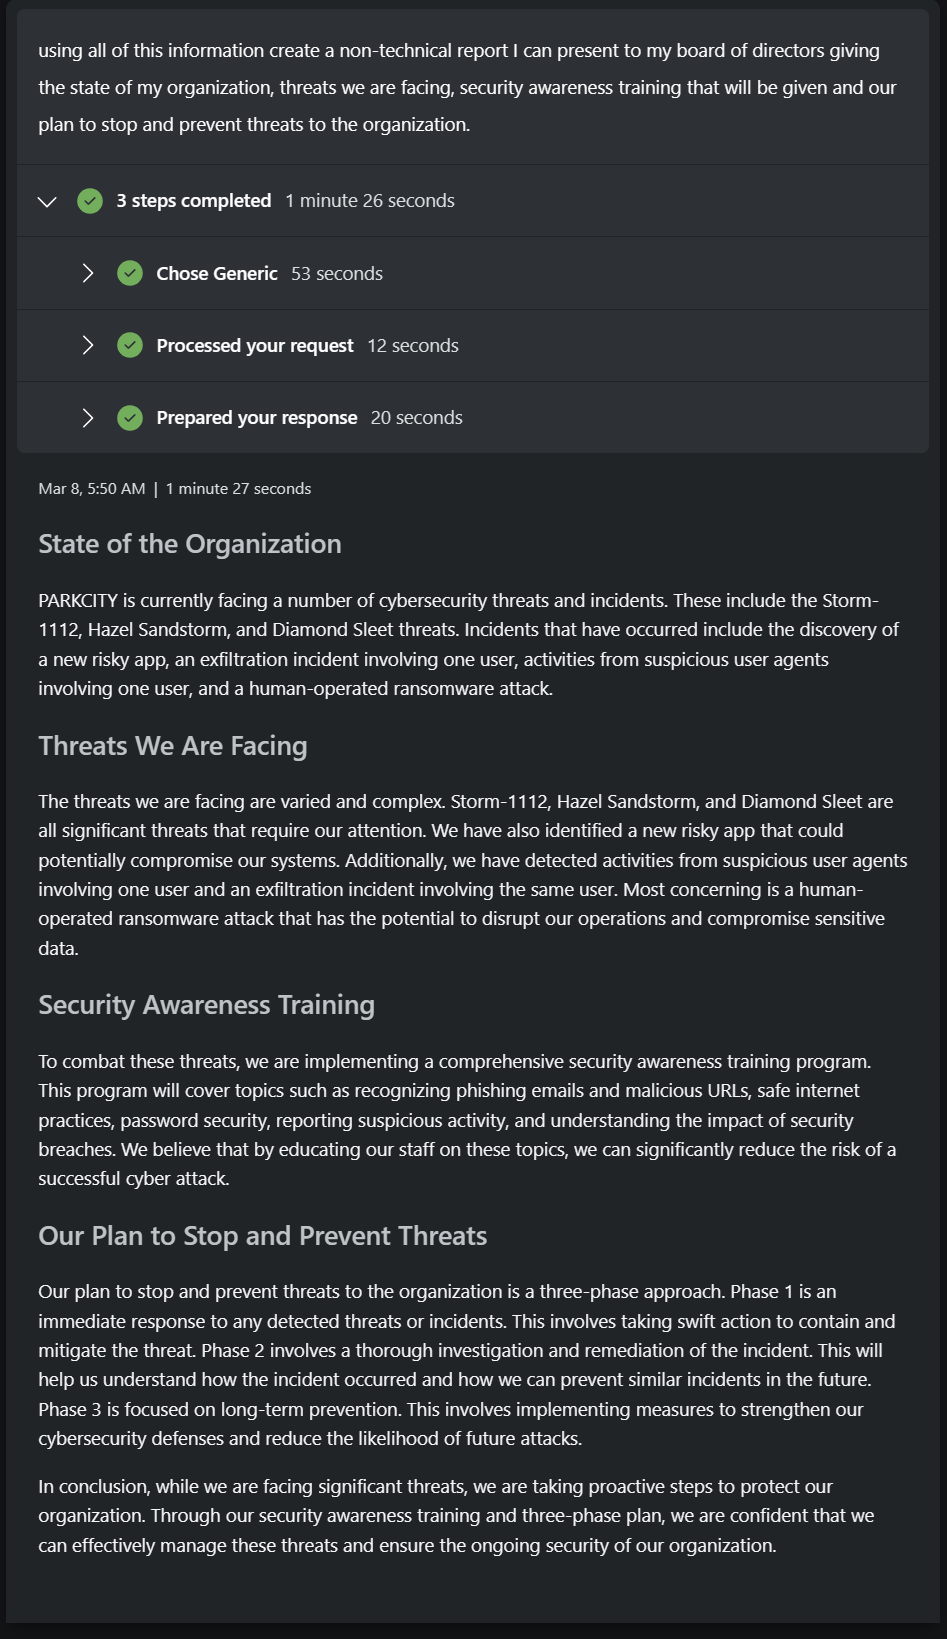 using all of this information create a non-technical report I can present to my board of directors giving
the state of my organization, threats we are facing, security awareness training that will be given and our
plan to stop and prevent threats to the organization.
3 steps completed 1 minute 26 seconds
Chose Generic 53 seconds
Processed your request 12 seconds
Prepared your response 20 seconds
Mar 8, 5:50 AM | 1 minute 27 seconds
State of the Organization
PARKCITY is currently facing a number of cybersecurity threats and incidents. These include the Storm-
1112, Hazel Sandstorm, and Diamond Sleet threats. Incidents that have occurred include the discovery of
a new risky app, an exfiltration incident involving one user, activities from suspicious user agents
involving one user, and a human-operated ransomware attack.
Threats We Are Facing
The threats we are facing are varied and complex. Storm-1112, Hazel Sandstorm, and Diamond Sleet are
all significant threats that require our attention. We have also identified a new risky app that could
potentially compromise our systems. Additionally, we have detected activities from suspicious user agents
involving one user and an exfiltration incident involving the same user. Most concerning is a human-
operated ransomware attack that has the potential to disrupt our operations and compromise sensitive
data.
Security Awareness Training
To combat these threats, we are implementing a comprehensive security awareness training program.
This program will cover topics such as recognizing phishing emails and malicious URLs, safe internet
practices, password security, reporting suspicious activity, and understanding the impact of security
breaches. We believe that by educating our staff on these topics, we can significantly reduce the risk of a
successful cyber attack.
Our Plan to Stop and Prevent Threats
Our plan to stop and prevent threats to the organization is a three-phase approach. Phase 1 is an
immediate response to any detected threats or incidents. This involves taking swift action to contain and
mitigate the threat. Phase 2 involves a thorough investigation and remediation of the incident. This will
help us understand how the incident occurred and how we can prevent similar incidents in the future.
Phase 3 is focused on long-term prevention. This involves implementing measures to strengthen our
cybersecurity defenses and reduce the likelihood of future attacks.
In conclusion, while we are facing significant threats, we are taking proactive steps to protect our
organization. Through our security awareness training and three-phase plan, we are confident that we
can effectively manage these threats and ensure the ongoing security of our organization.